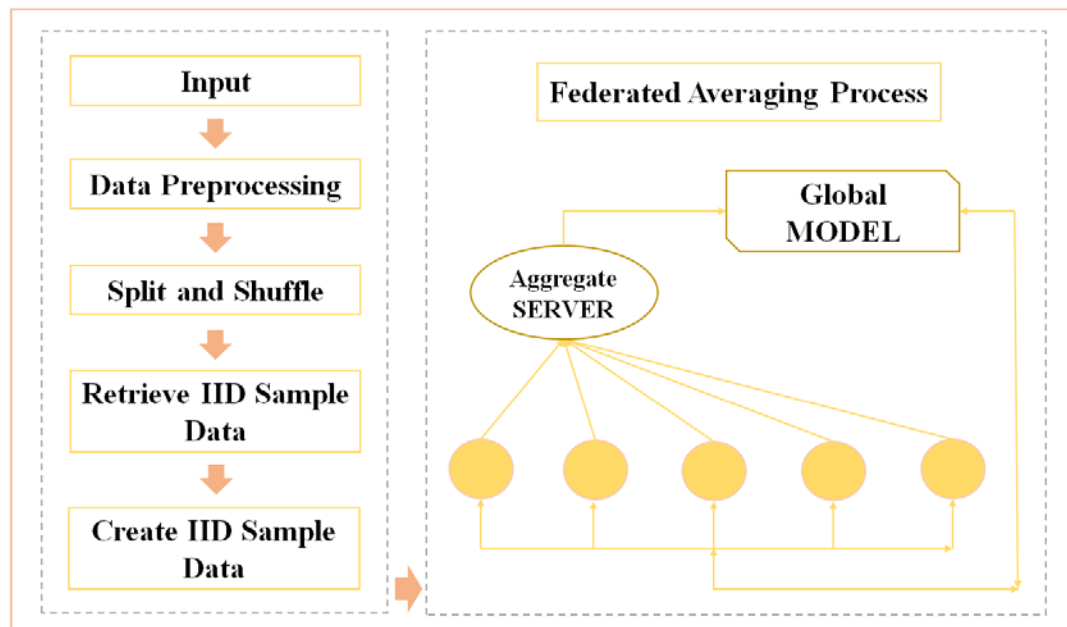 Input
Data Preprocessing
Split and Shuffle
Retrieve IID Sample
Data
Create IID Sample
Data
Federated Averaging Process
Global
MODEL
Aggregate
SERVER